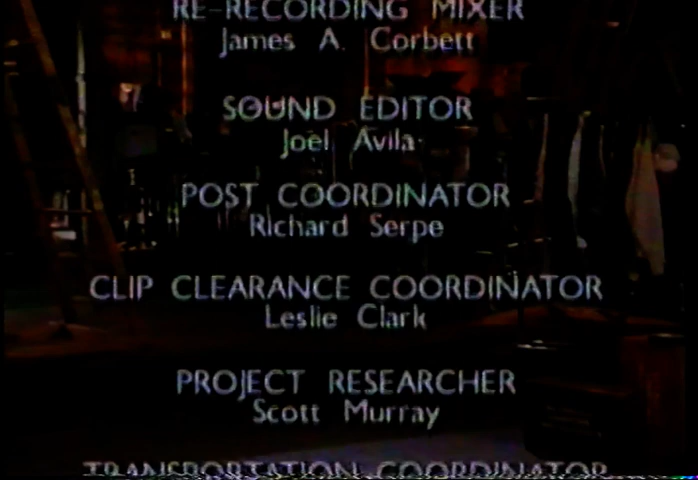 RE-RECORDING MIXER
James A. Corbett
SOUND EDITOR
Joel Avila
POST COORDINATOR
Richard Serpe
CLIP CLEARANCE COORDINATOR
Leslie Clark
PROJECT RESEARCHER
Scott Murray
TRANSPORTATION COORDINATOR